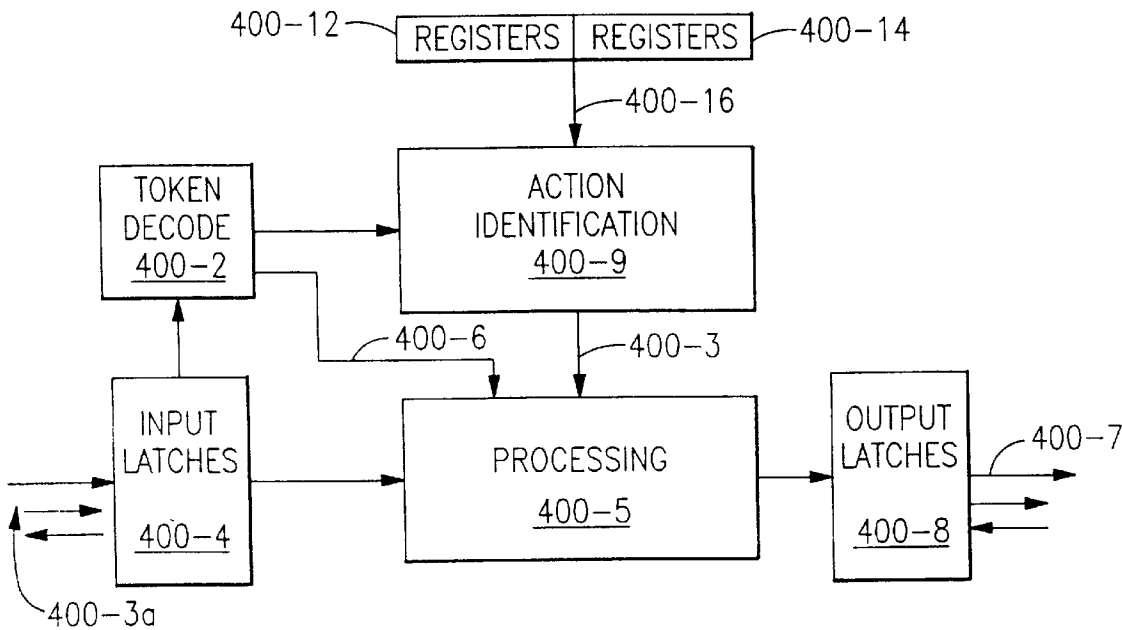 400-12
REGISTERS
REGISTERS
400-14
400-16
TOKEN
DECODE
400-2
ACTION
IDENTIFICATION
400-9
400-6
400-3
INPUT
LATCHES
400-4
PROCESSING
400-5
OUTPUT
LATCHES
400-8
400-7
400-3a